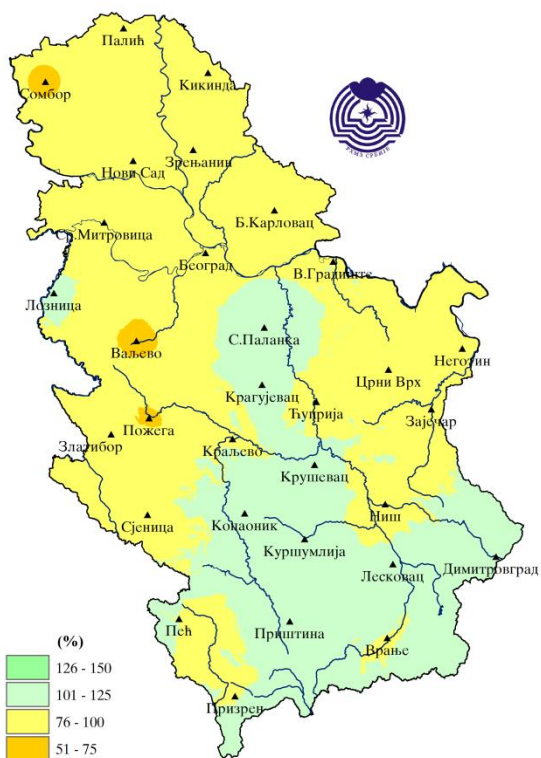 Палић
Сомбор
Кикинда
Зрењанин
Нови Сад
РХМЗ СРБИЈЕ
Б.Карловац
Ср.Митровица
Београд
В.Градиште
Лозница
С.Паланка
Ваљево
Неготин
Црни Врх
Крагујевац
Ћуприја
Зајечар
Пожега
Златибор
Краљево
Крушевац
Сјеница
Копаоник
Ниш
Куршумлија
Лесковац
Димитровград
Пећ
Приштина
Врање
Призрен
(%)
126 - 150
101 - 125
76 - 100
51 - 75